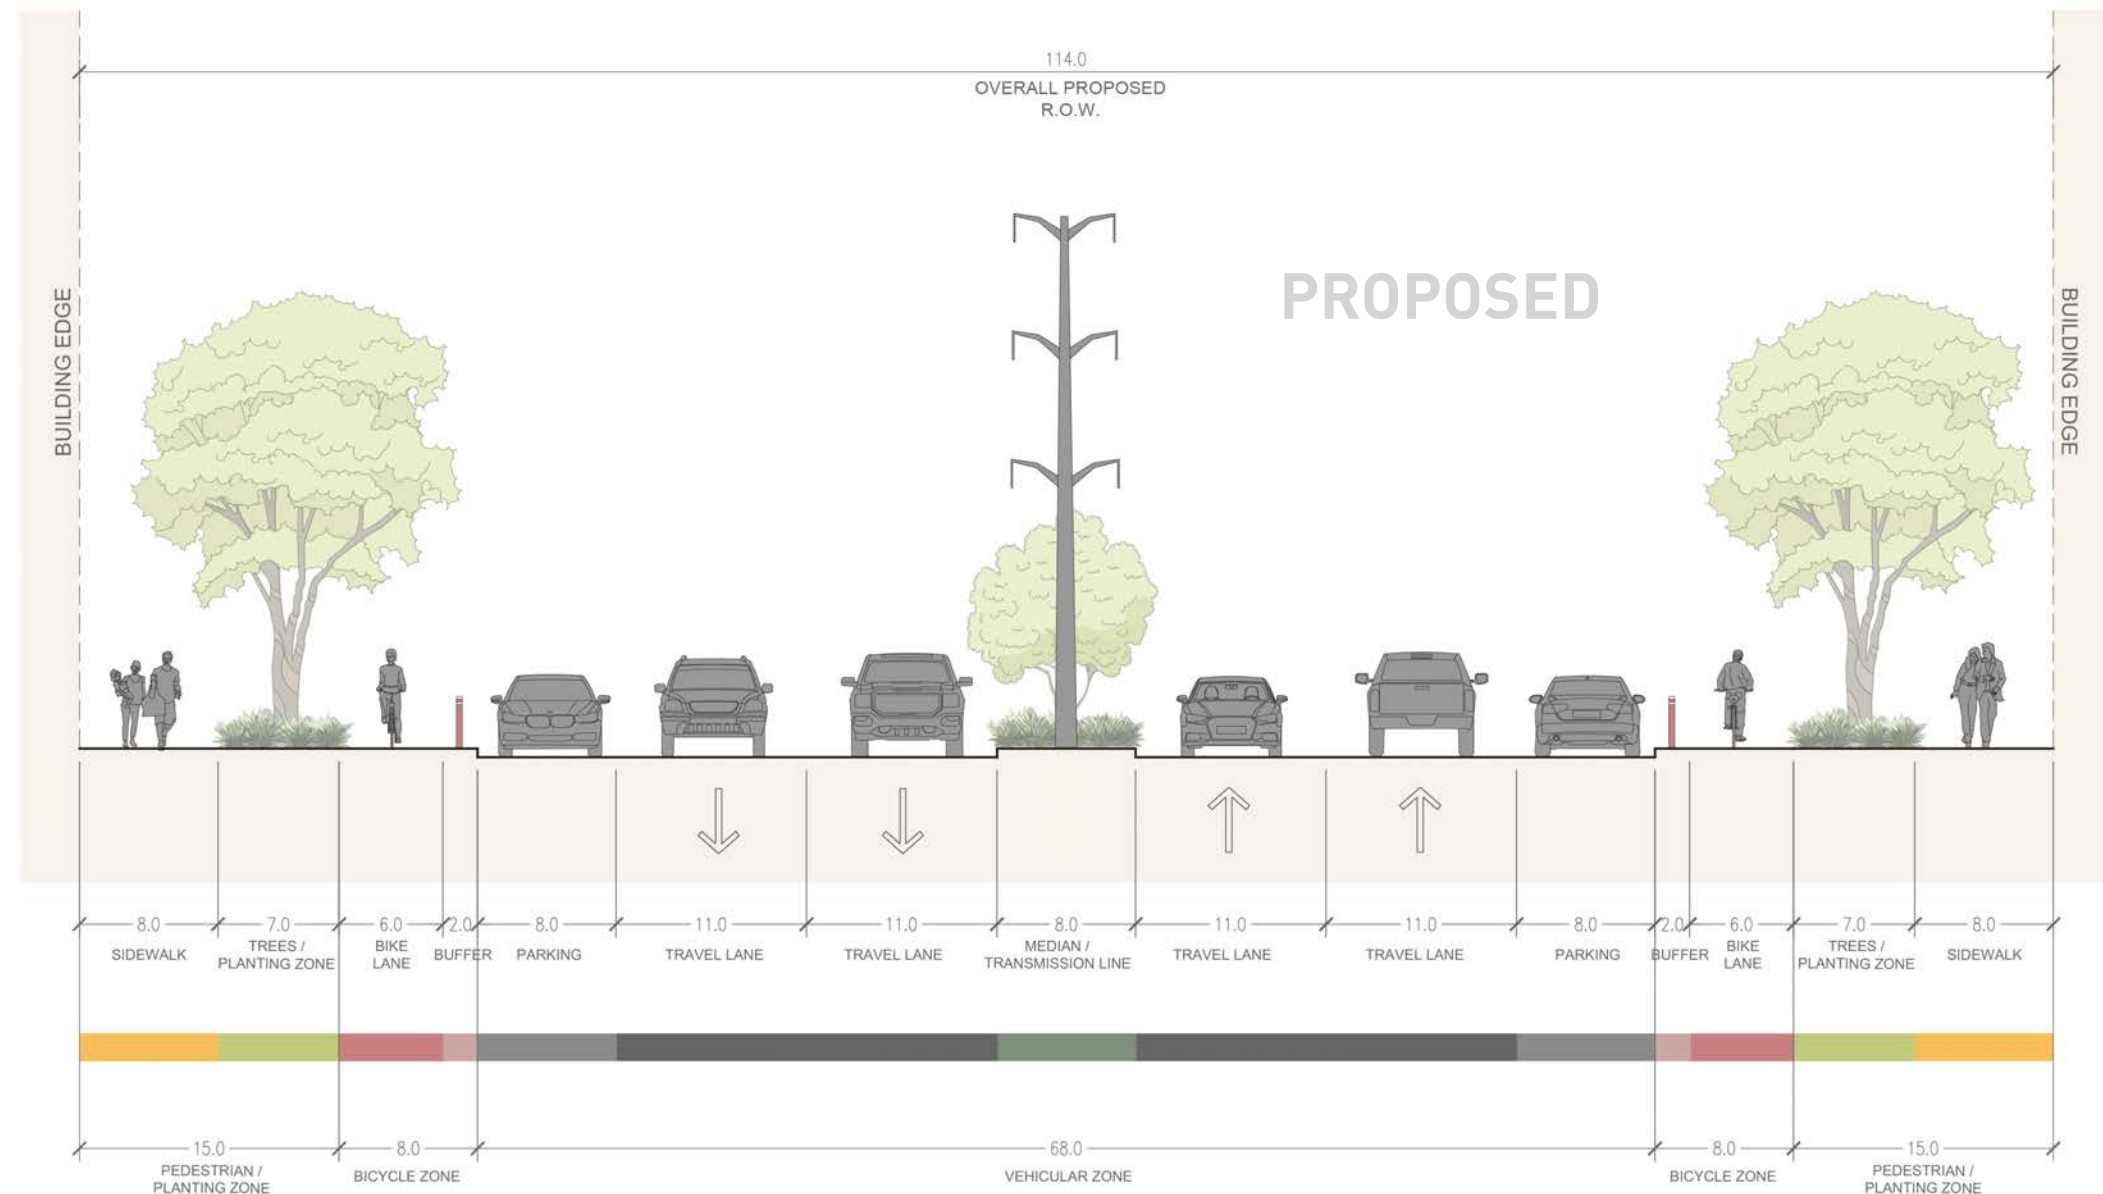 114.0
OVERALL PROPOSED
R.O.W.
PROPOSED
BUILDING EDGE
BUILDING EDGE
8.0 7.0 6.0 2.0 8.0 11.0 11.0 8.0 11.0 11.0 8.0 2.0 6.0 7.0 8.0
SIDEWALK
TREES /
PLANTING ZONE
BIKE
LANE
BUFFER
PARKING
TRAVEL LANE
TRAVEL LANE
MEDIAN /
TRANSMISSION LINE
TRAVEL LANE
TRAVEL LANE
PARKING
BUFFER
BIKE
LANE
TREES /
PLANTING ZONE
SIDEWALK
15.0 8.0 68.0 8.0 15.0
PEDESTRIAN /
PLANTING ZONE
BICYCLE ZONE
VEHICULAR ZONE
BICYCLE ZONE
PEDESTRIAN /
PLANTING ZONE